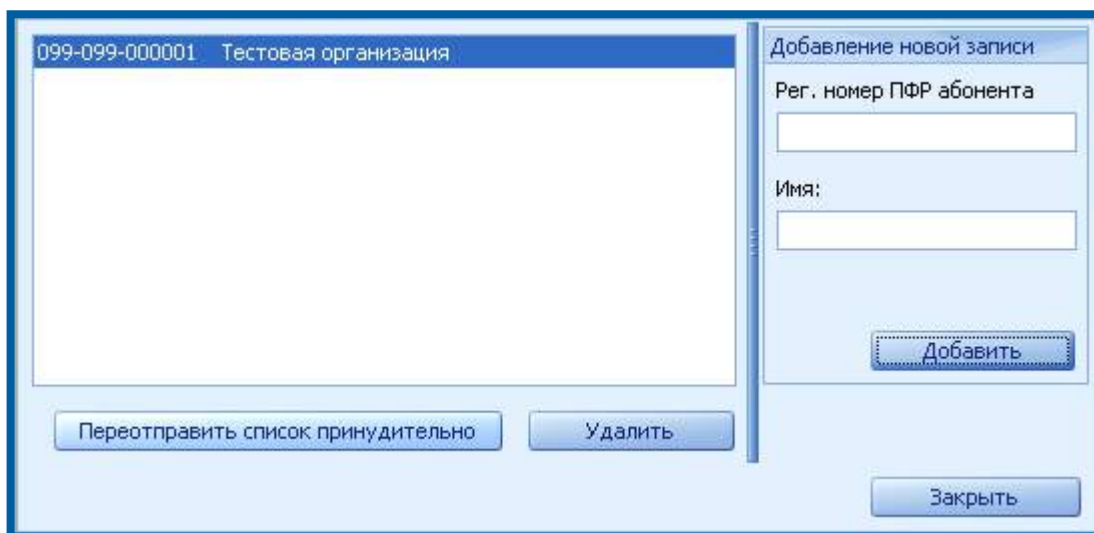 099-099-000001 Тестовая организация
Добавление новой записи
Рег. номер ПФР абонента
Имя:
Добавить
Переотправить список принудительно
Удалить
Закрыть